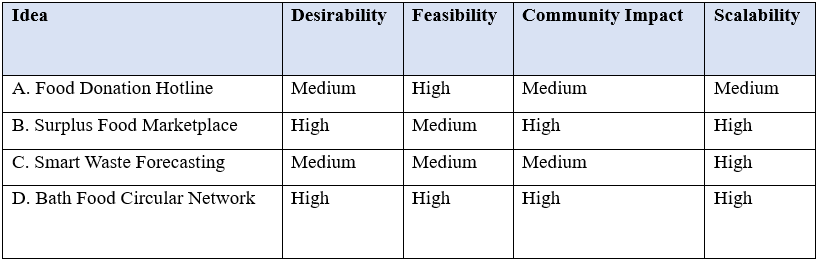 Idea Desirability Feasibility Community Impact Scalability
A. Food Donation Hotline Medium High Medium Medium
B. Surplus Food Marketplace High Medium High High
C. Smart Waste Forecasting Medium Medium Medium High
D. Bath Food Circular Network High High High High